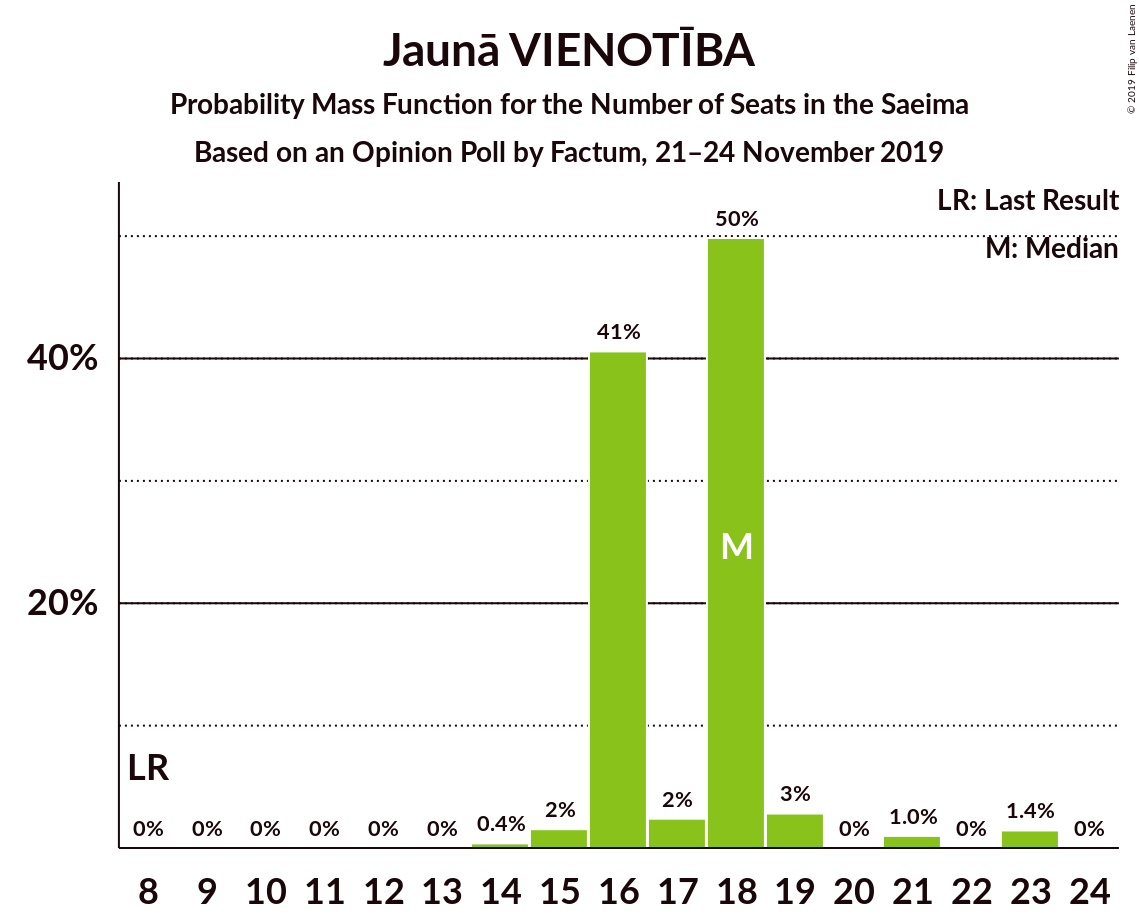 Jaunā VIENOTĪBA
Probability Mass Function for the Number of Seats in the Saeima
Based on an Opinion Poll by Factum, 21–24 November 2019
© 2019 Filip van Laenen
LR: Last Result
M: Median
50%
41%
40%
M
20%
LR
0% 0% 0% 0% 0% 0% 0.4% 2% 2% 3% 0% 1.0% 0% 1.4% 0%
8 9 10 11 12 13 14 15 16 17 18 19 20 21 22 23 24